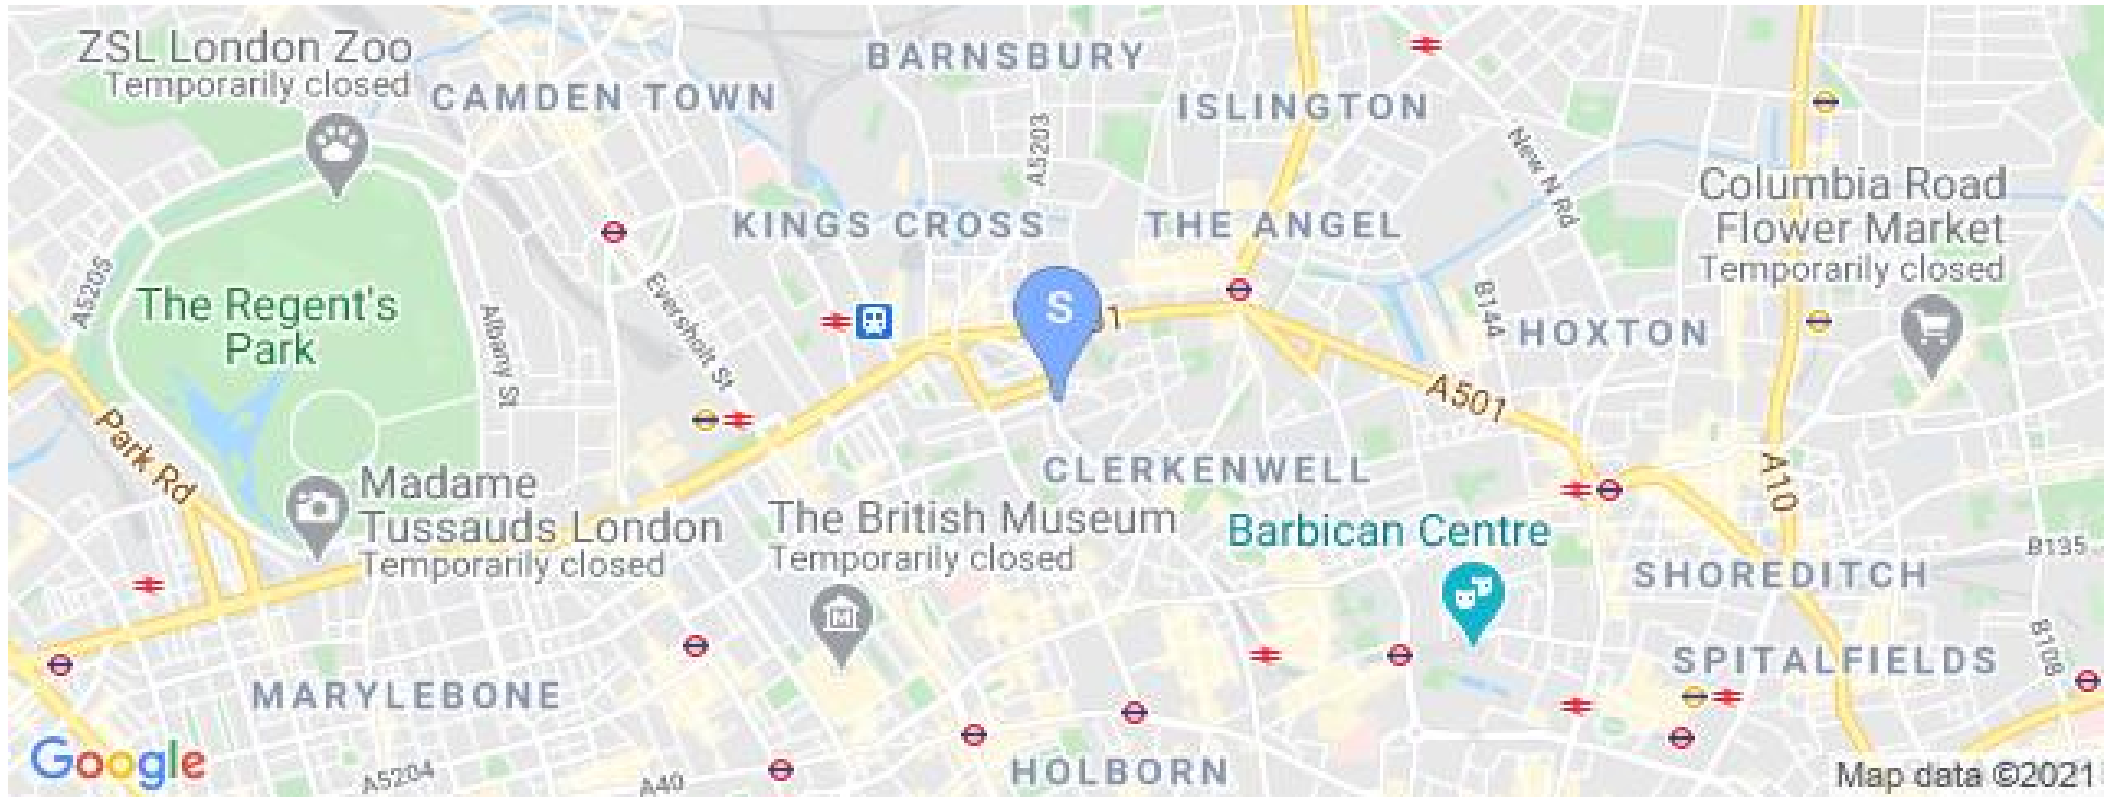 ZSL London Zoo
Temporarily closed
CAMDEN TOWN
BARNSBURY
ISLINGTON
A5203
New N Rd
Columbia Road
Flower Market
Temporarily closed
KINGS CROSS
THE ANGEL
A5205
The Regent's
Park
Albany St
Eversholt St
S
B144
HOXTON
A501
Park Rd
A10
CLERKENWELL
Madame
Tussauds London
Temporarily closed
The British Museum
Temporarily closed
Barbican Centre
B135
SHOREDITCH
B108
SPITALFIELDS
MARYLEBONE
Google
A5204
A40
HOLBORN
Map data ©2021